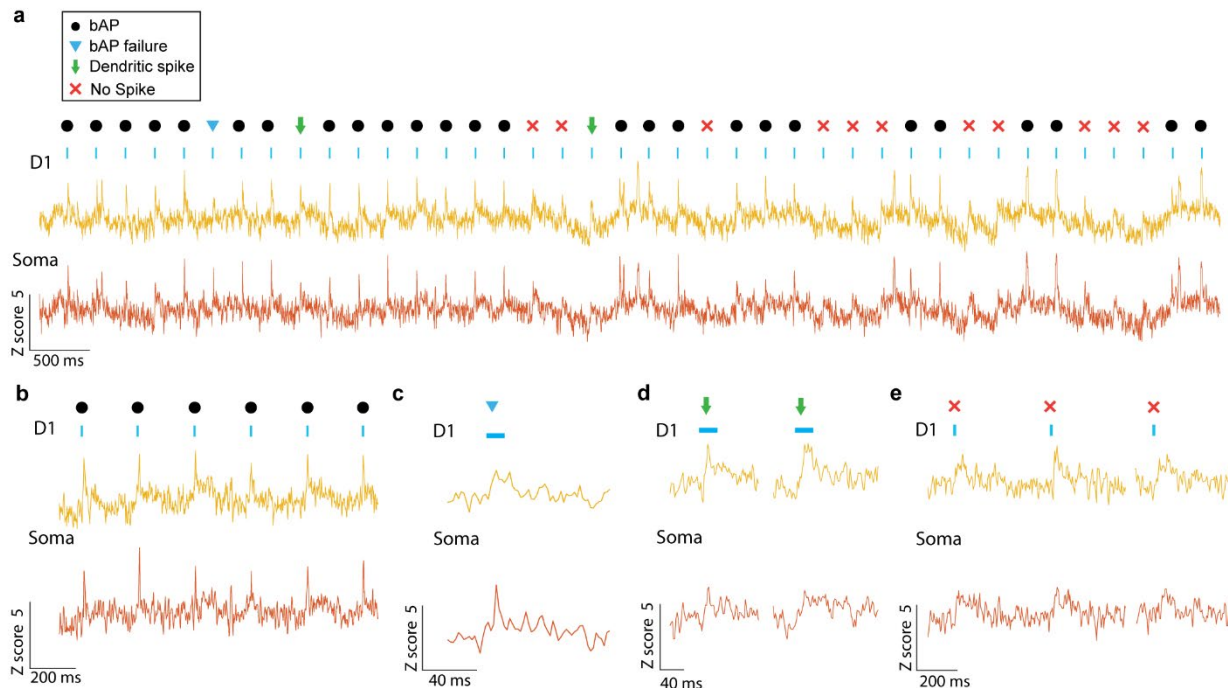 a
bAP
bAP failure
Dendritic spike
No Spike
D1
Soma
Z score 5
500 ms
b
D1
Soma
Z score 5
200 ms
c
D1
Soma
Z score 5
40 ms
d
D1
Soma
Z score 5
40 ms
e
D1
Soma
Z score 5
200 ms